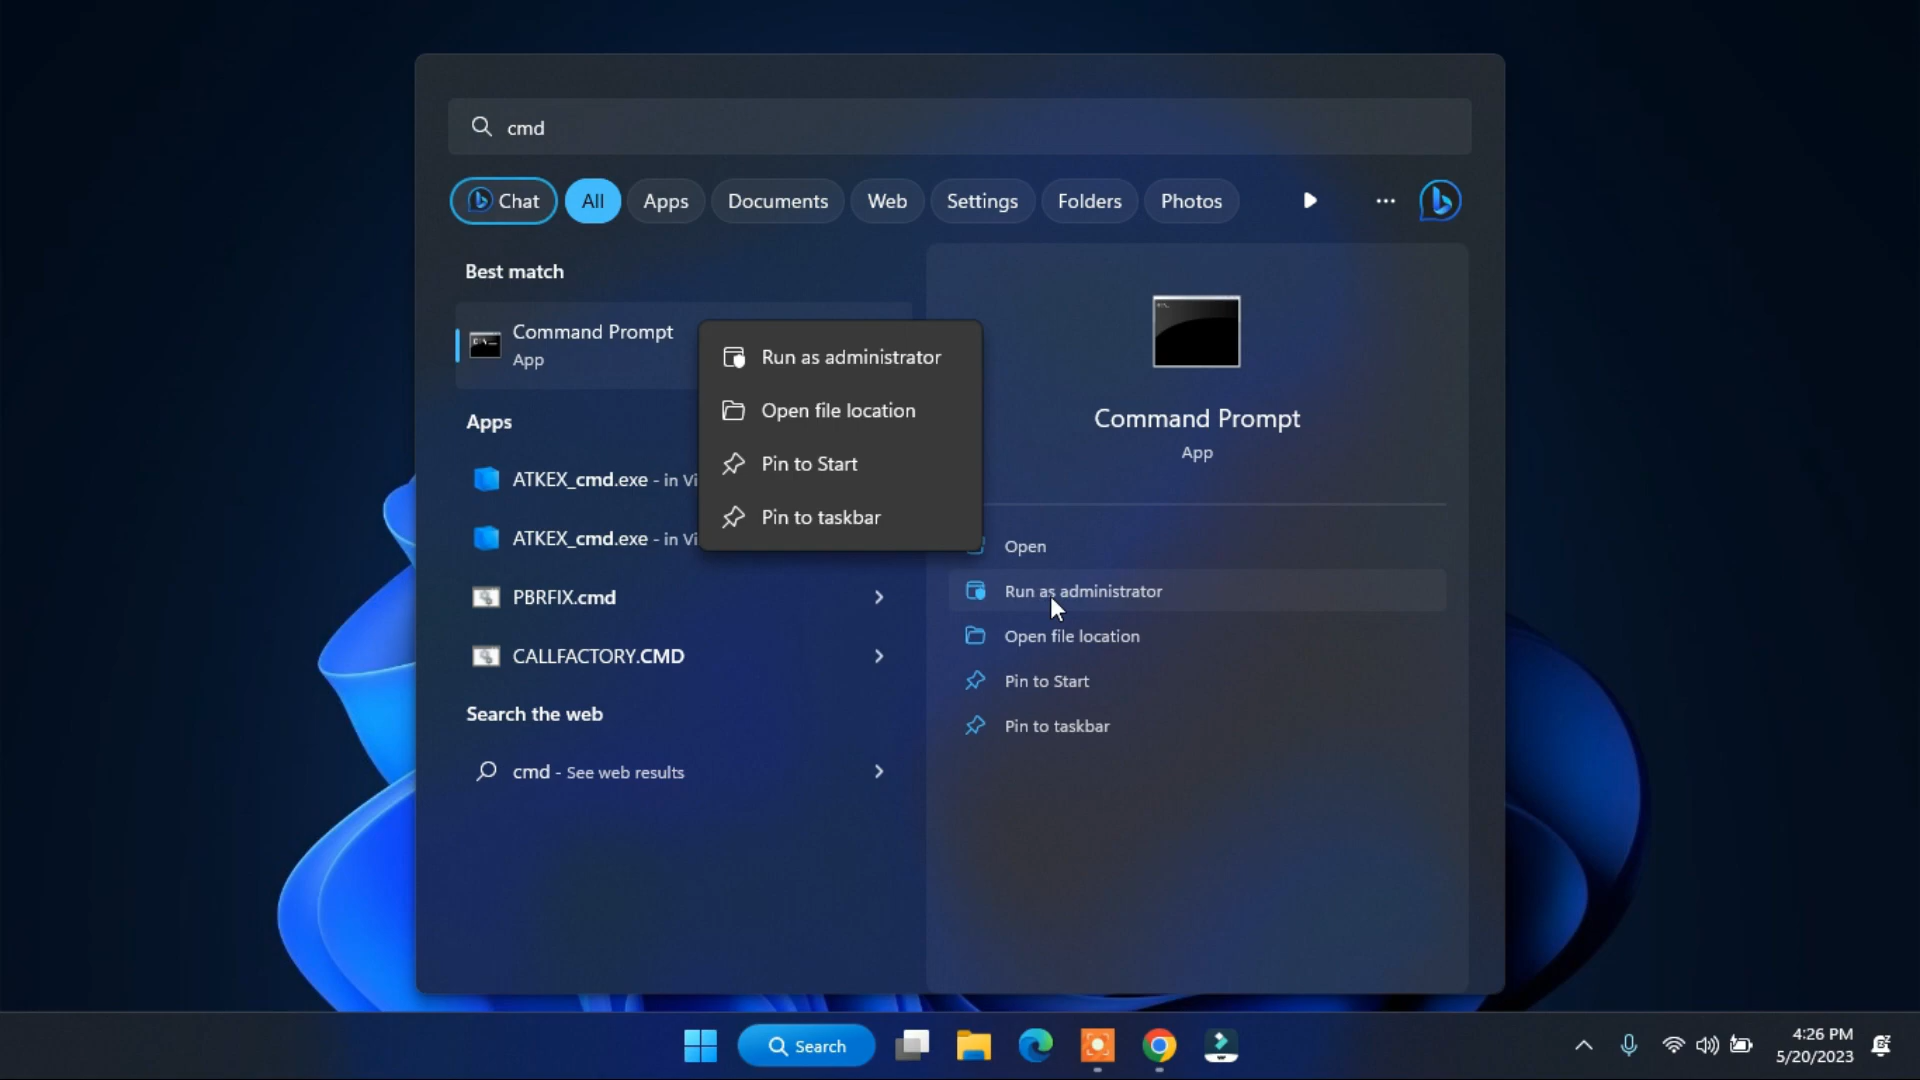 cmd
Chat All Apps Documents Web Settings Folders Photos
Best match
Command Prompt
App
Run as administrator
Open file location
Pin to Start
Pin to taskbar
Apps
ATKEX_cmd.exe - in Vi
ATKEX_cmd.exe - in Vi
PBRFIX.cmd
CALLFACTORY.CMD
Search the web
cmd - See web results
Command Prompt
App
Open
Run as administrator
Open file location
Pin to Start
Pin to taskbar
Search
4:26 PM
5/20/2023